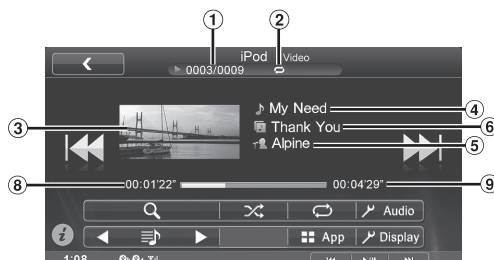 ① ②
iPod Video
0003/0009
③
My Need ④
Thank You ⑥
Alpine ⑤
⑧ 00:01'22” 00:04'29” ⑨
Audio
App Display
1:08